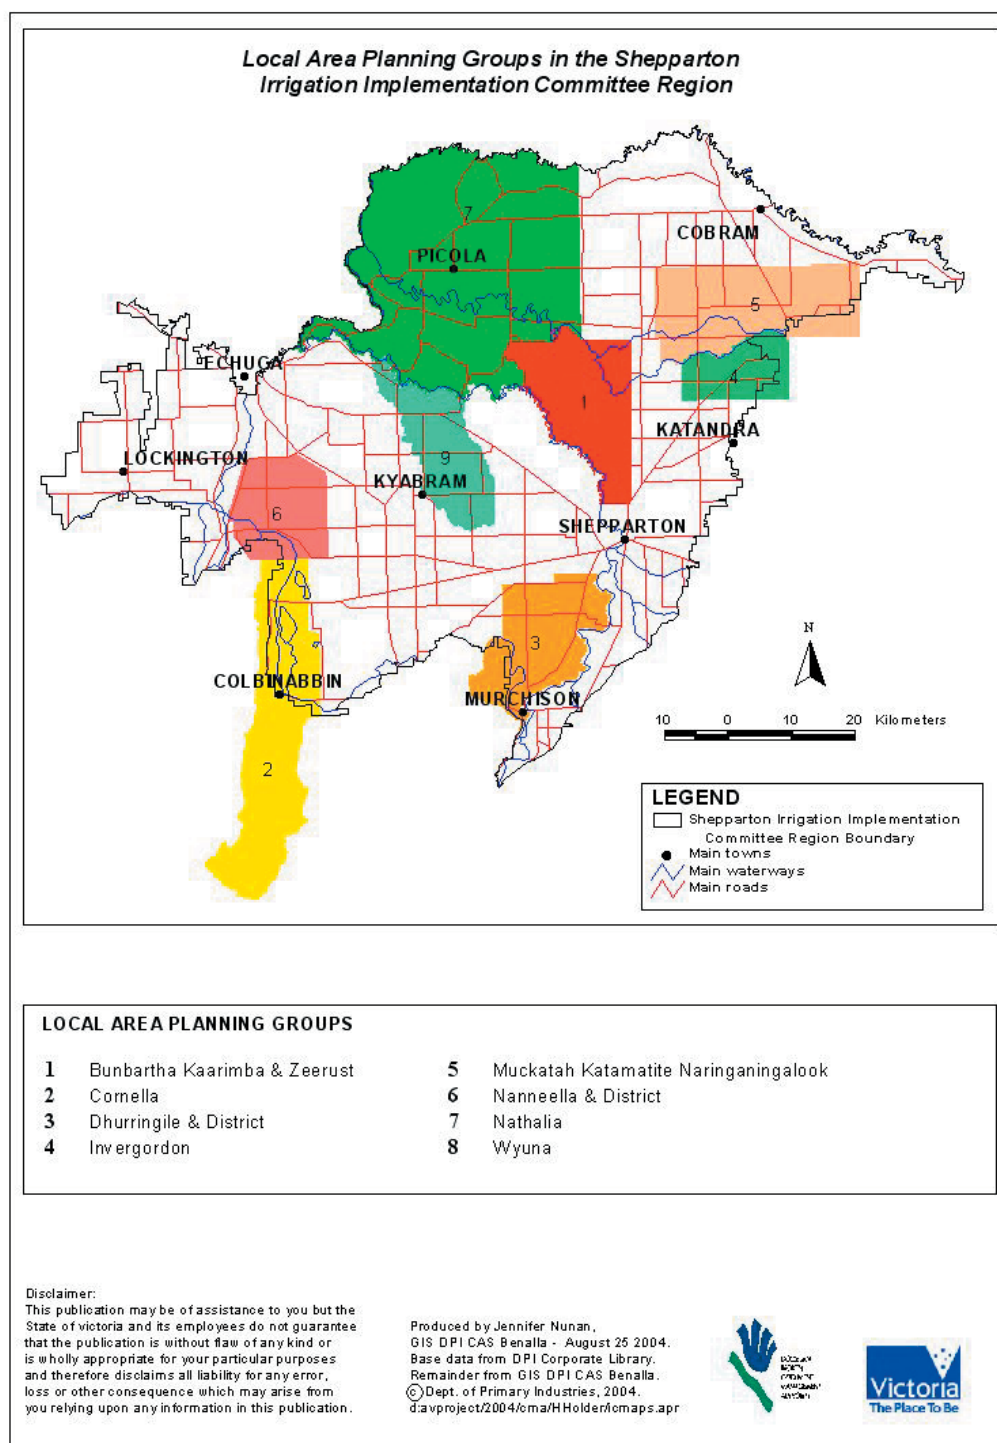 Local Area Planning Groups in the Shepparton
Irrigation Implementation Committee Region
7
COBRAM
PICOLA
5
ECHUCA
4
1
KATANDRA
LOCKINGTON
9
KYABRAM
6
SHEPPARTON
3
N
COLBINABBIN
MURCHISON
10 0 10 20 Kilometers
2
LEGEND
Shepparton Irrigation Implementation
Committee Region Boundary
Main towns
Main waterways
Main roads
LOCAL AREA PLANNING GROUPS
1 Bunbartha Kaarimba & Zeerust
2 Cornella
3 Dhurringile & District
4 Invergordon
5 Muckatah Katamatite Naringaningalook
6 Nanneella & District
7 Nathalia
8 Wyuna
Disclaimer:
This publication may be of assistance to you but the
State of victoria and its employees do not guarantee
that the publication is without flaw of any kind or
is wholly appropriate for your particular purposes
and therefore disclaims all liability for any error,
loss or other consequence which may arise from
you relying upon any information in this publication.
Produced by Jennifer Nunan,
GIS DPI CAS Benalla - August 25 2004.
Base data from DPI Corporate Library.
Remainder from GIS DPI CAS Benalla.
©Dept. of Primary Industries, 2004.
d:avproject/2004/cma/HHolder/icmaps.apr
Victoria
The Place To Be